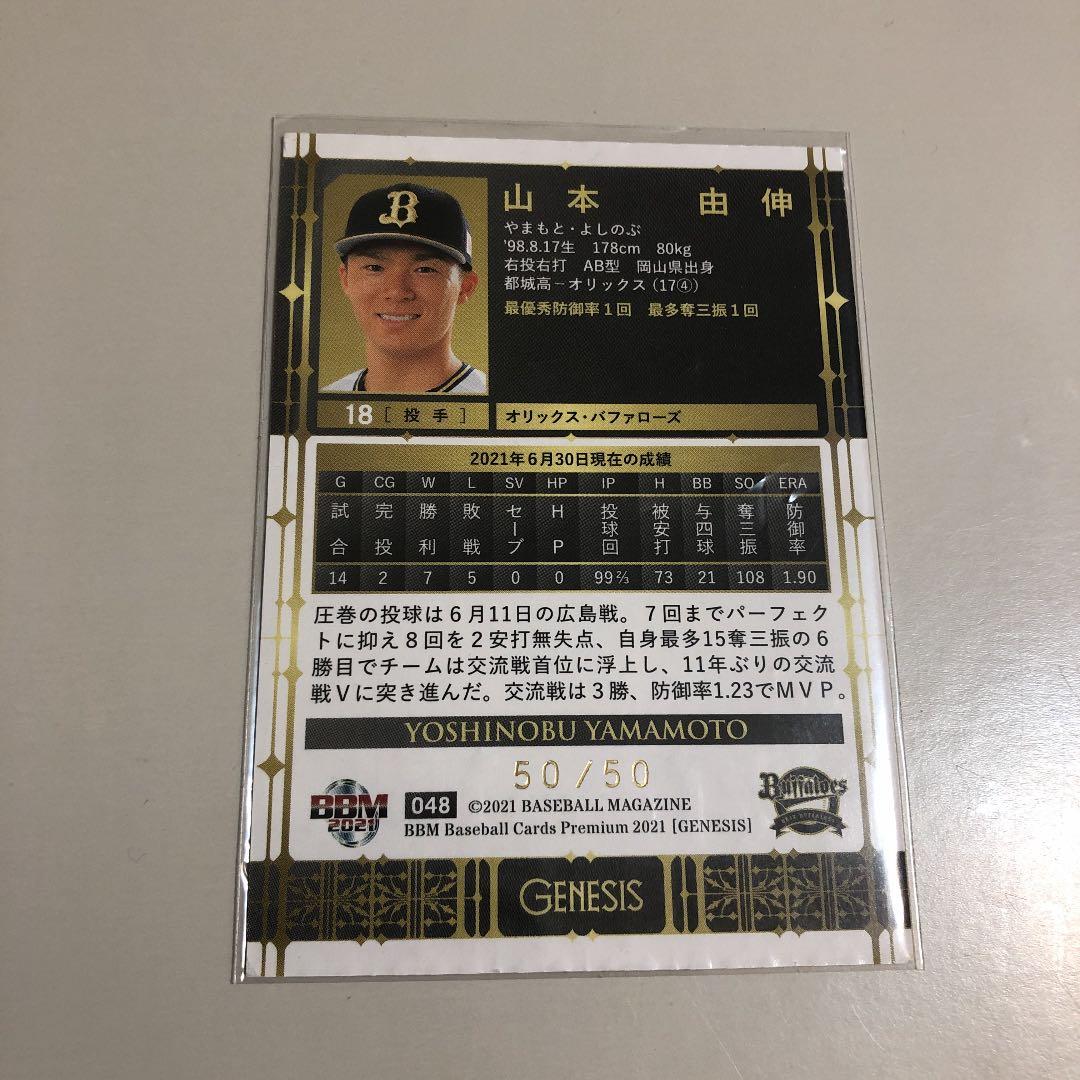 B
山本 由伸
やまもと・よしのぶ
'98.8.17生 178cm 80kg
右投右打 AB型 岡山県出身
都城高－オリックス（17④）
最優秀防御率1回 最多奪三振1回
18［投手］
オリックス・バファローズ
2021年6月30日現在の成績
G CG W L SV HP IP H BB SO ERA
試合 完投 勝利 敗戦 セーブ HP 投球回 被安打 与四球 奪三振 防御率
14 2 7 5 0 0 99⅔ 73 21 108 1.90
圧巻の投球は6月11日の広島戦。7回までパーフェク
トに抑え8回を2安打無失点、自身最多15奪三振の6
勝目でチームは交流戦首位に浮上し、11年ぶりの交流
戦Vに突き進んだ。交流戦は3勝、防御率1.23でMVP。
YOSHINOBU YAMAMOTO
50/50
BBM
2021
048 ©2021 BASEBALL MAGAZINE
BBM Baseball Cards Premium 2021 [GENESIS]
Buffaloes
ORIX BUFFALOES
GENESIS